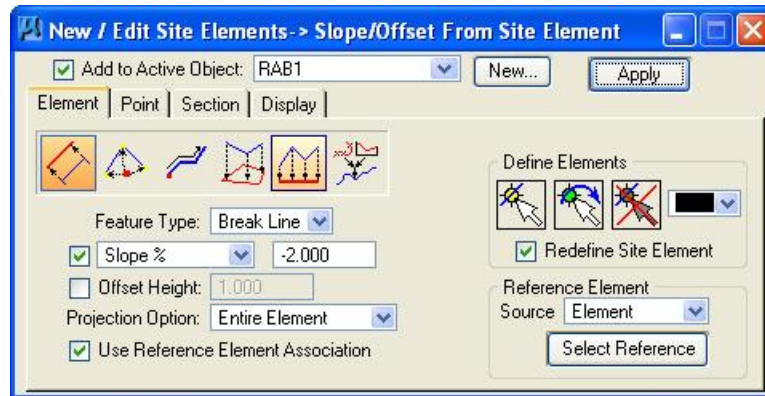 New / Edit Site Elements-> Slope/Offset From Site Element
Add to Active Object: RAB1 New... Apply
Element Point Section Display
Define Elements
Feature Type: Break Line
Slope % -2.000
Redefine Site Element
Offset Height: 1.000
Reference Element
Projection Option: Entire Element
Source Element
Use Reference Element Association
Select Reference